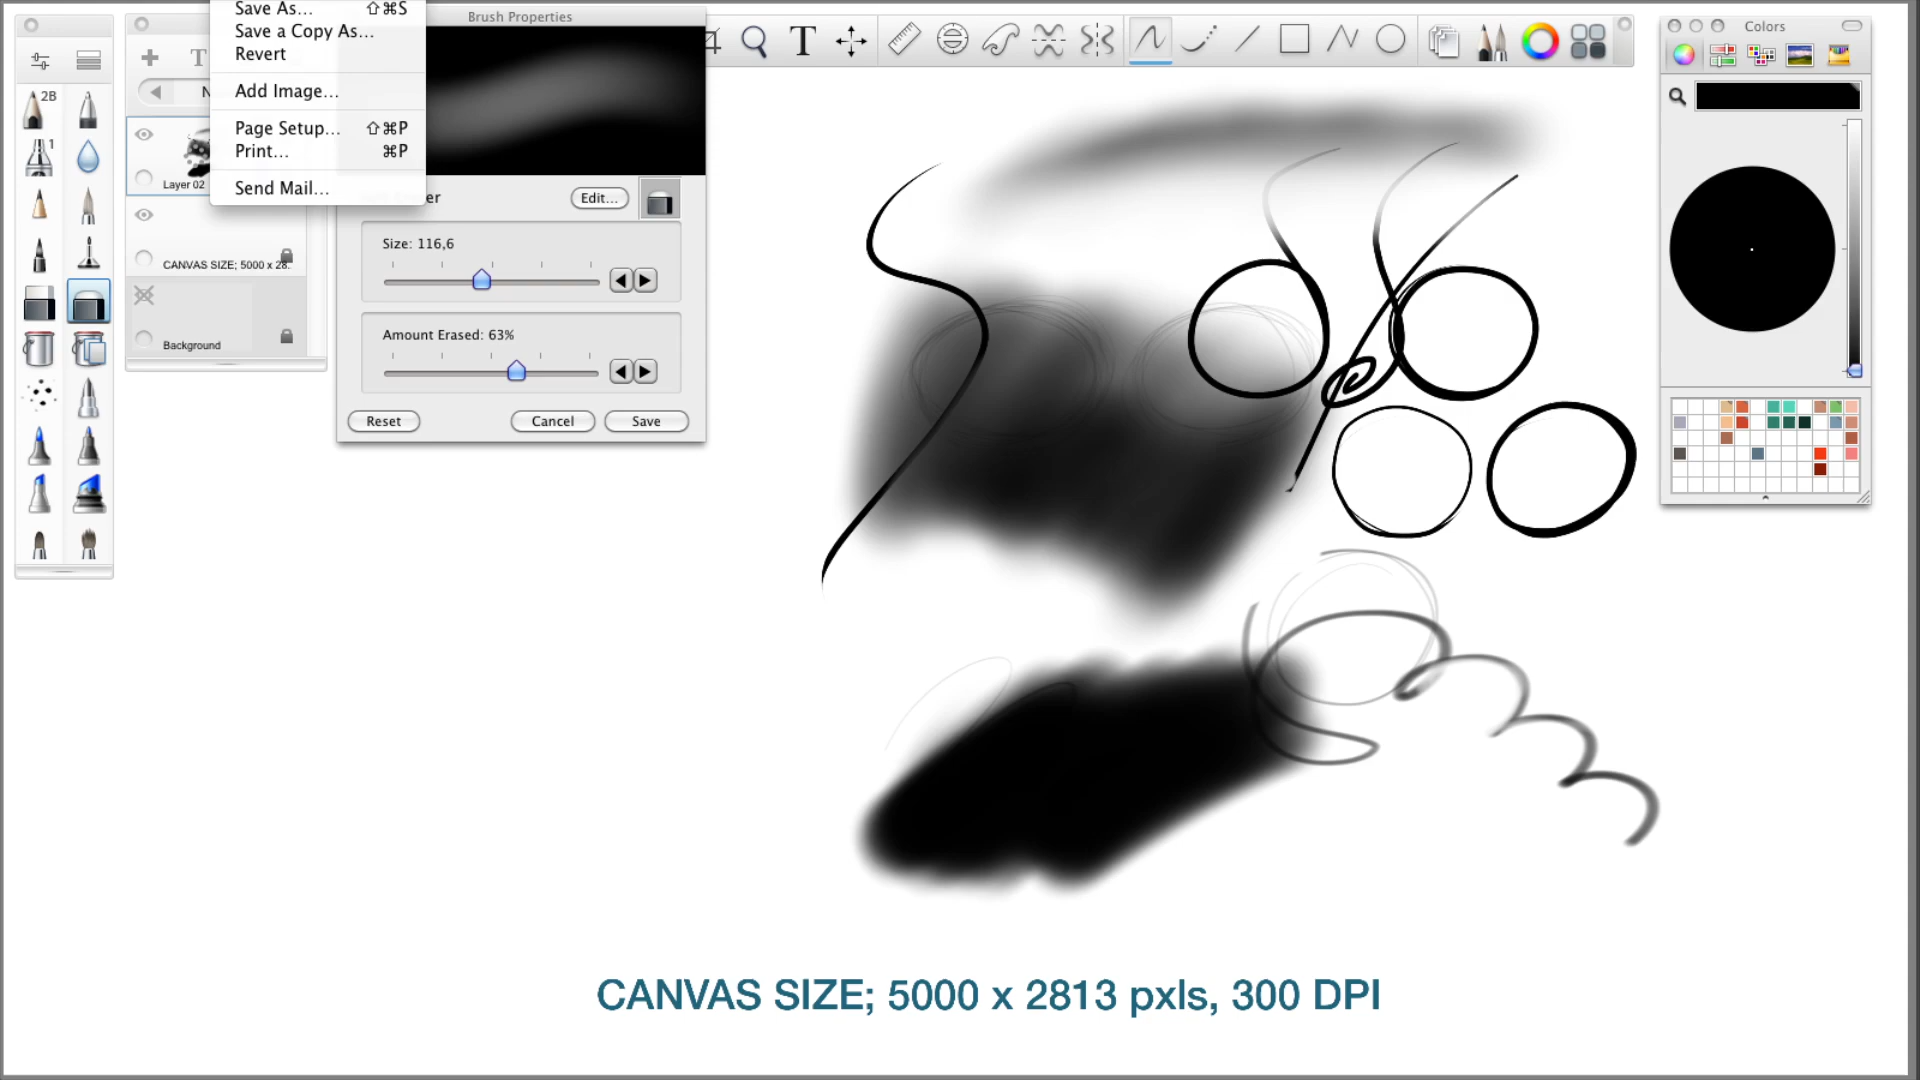 Save As... ⇧⌘S
Save a Copy As...
Revert
Add Image...
Page Setup... ⇧⌘P
Print... ⌘P
Send Mail...
Brush Properties
Edit...
Size: 116,6
Amount Erased: 63%
Reset
Cancel
Save
2B
1
T
N
Layer 02
CANVAS SIZE; 5000 x 28.
Background
T
Colors
CANVAS SIZE; 5000 x 2813 pxls, 300 DPI